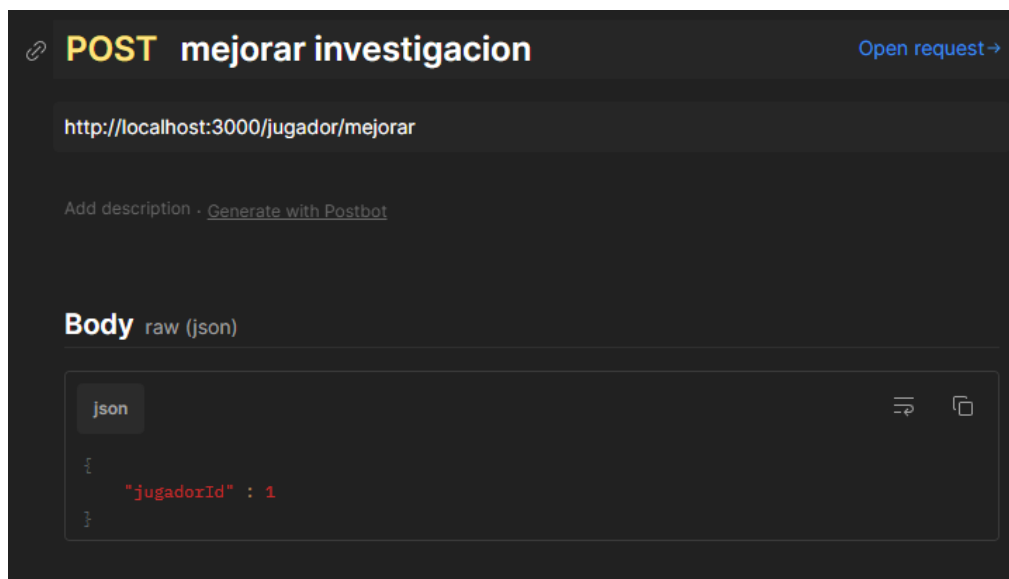 POST mejorar investigacion
Open request→
http://localhost:3000/jugador/mejorar
Add description · Generate with Postbot
Body raw (json)
json
{
"jugadorId" : 1
}